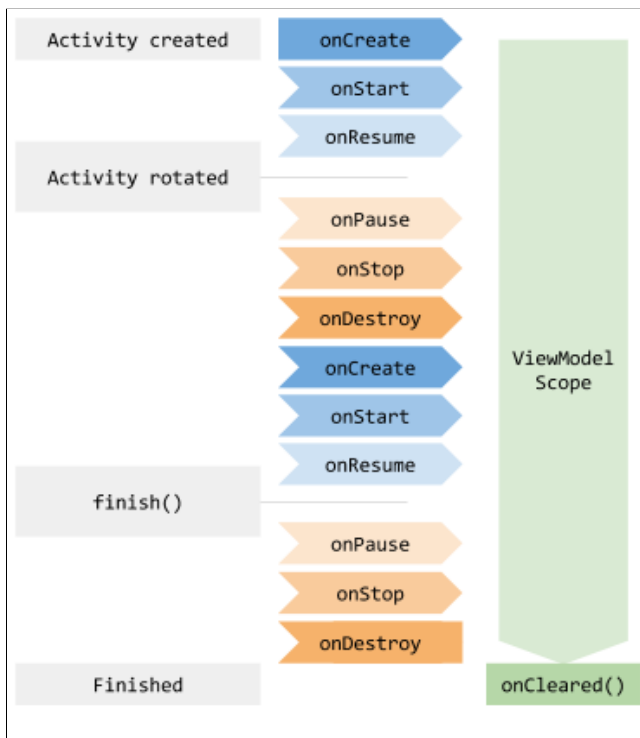 Activity created
onCreate
onStart
onResume
Activity rotated
onPause
onStop
onDestroy
onCreate
ViewModel
Scope
onStart
onResume
finish()
onPause
onStop
onDestroy
Finished
onCleared()